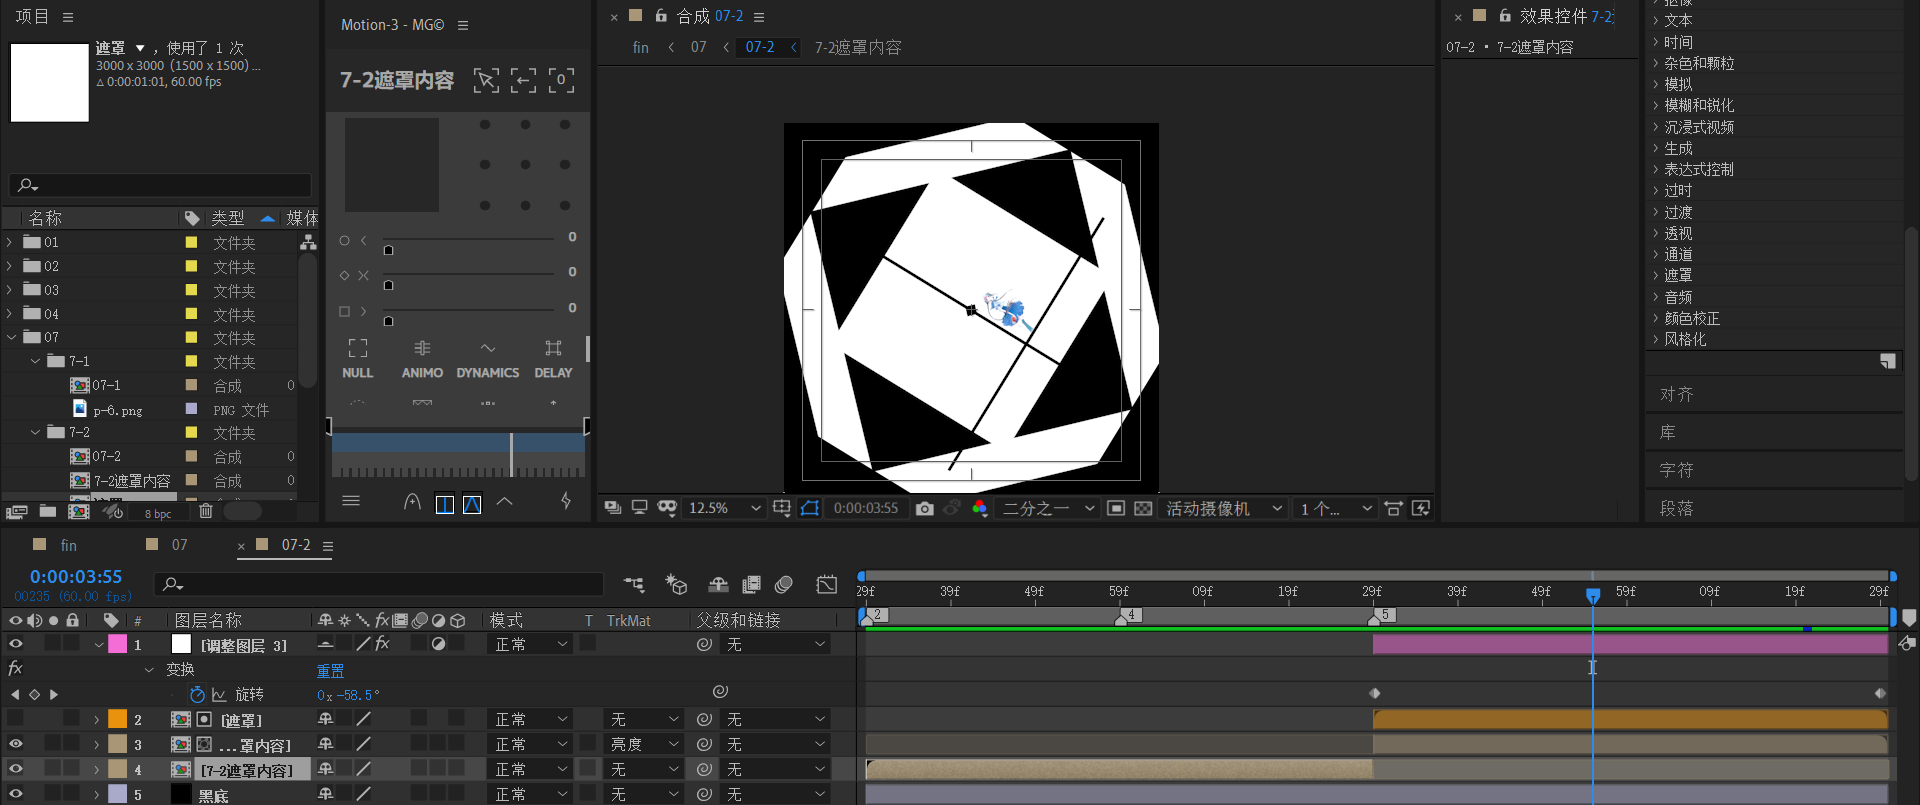 项目
遮罩 ，使用了 1 次
3000 x 3000 (1500 x 1500) ...
△ 0:00:01:01, 60.00 fps
名称 类型 媒体
01 文件夹
02 文件夹
03 文件夹
04 文件夹
07 文件夹
7-1 文件夹
07-1 合成 0
p-6.png PNG 文件
7-2 文件夹
07-2 合成 0
7-2遮罩内容 合成 0
8 bpc
Motion-3 - MG©
7-2遮罩内容
0
0
0
0
NULL ANIMO DYNAMICS DELAY
合成 07-2
fin 07 07-2 7-2遮罩内容
12.5% 0:00:03:55 二分之一 活动摄像机 1 个...
效果控件 7-2
07-2 • 7-2遮罩内容
文本
时间
杂色和颗粒
模拟
模糊和锐化
沉浸式视频
生成
表达式控制
过时
过渡
透视
通道
遮罩
音频
颜色校正
风格化
对齐
库
字符
段落
fin 07 07-2
0:00:03:55
00235 (60.00 fps)
# 图层名称 模式 T TrkMat 父级和链接
29f 39f 49f 59f 09f 19f 29f 39f 49f 59f 09f 19f 29f
2 4 5
1 [调整图层 3] fx 正常 无
fx 变换 重置
旋转 0x-58.5°
2 [遮罩] 正常 无 无
3 ...罩内容] 正常 亮度 无
4 [7-2遮罩内容] 正常 无 无
5 黑底 正常 无 无